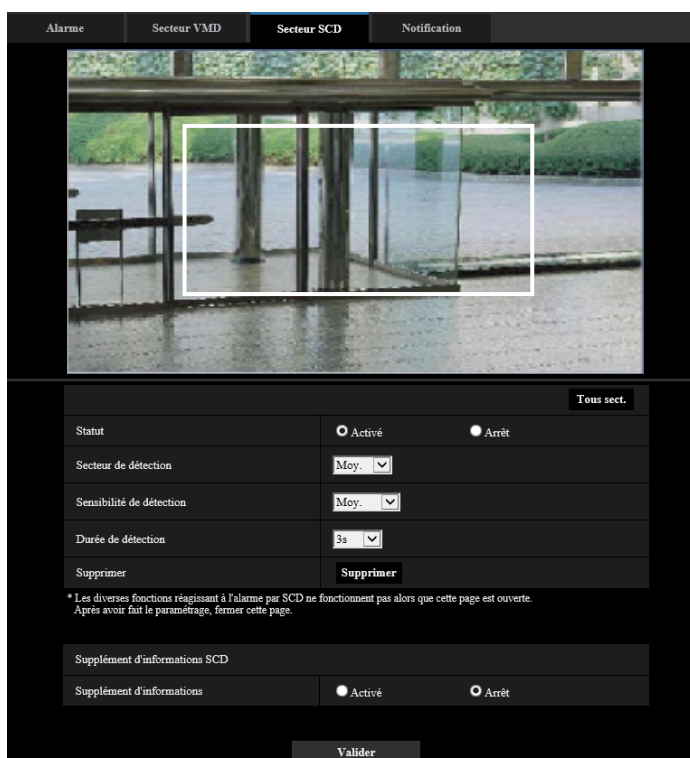 Alarme Secteur VMD Secteur SCD Notification
Tous sect.
Statut Activé Arrêt
Secteur de détection Moy.
Sensibilité de détection Moy.
Durée de détection 3s
Supprimer Supprimer
* Les diverses fonctions réagissant à l'alarme par SCD ne fonctionnent pas alors que cette page est ouverte.
Après avoir fait le paramétrage, fermer cette page.
Supplément d'informations SCD
Supplément d'informations Activé Arrêt
Valider